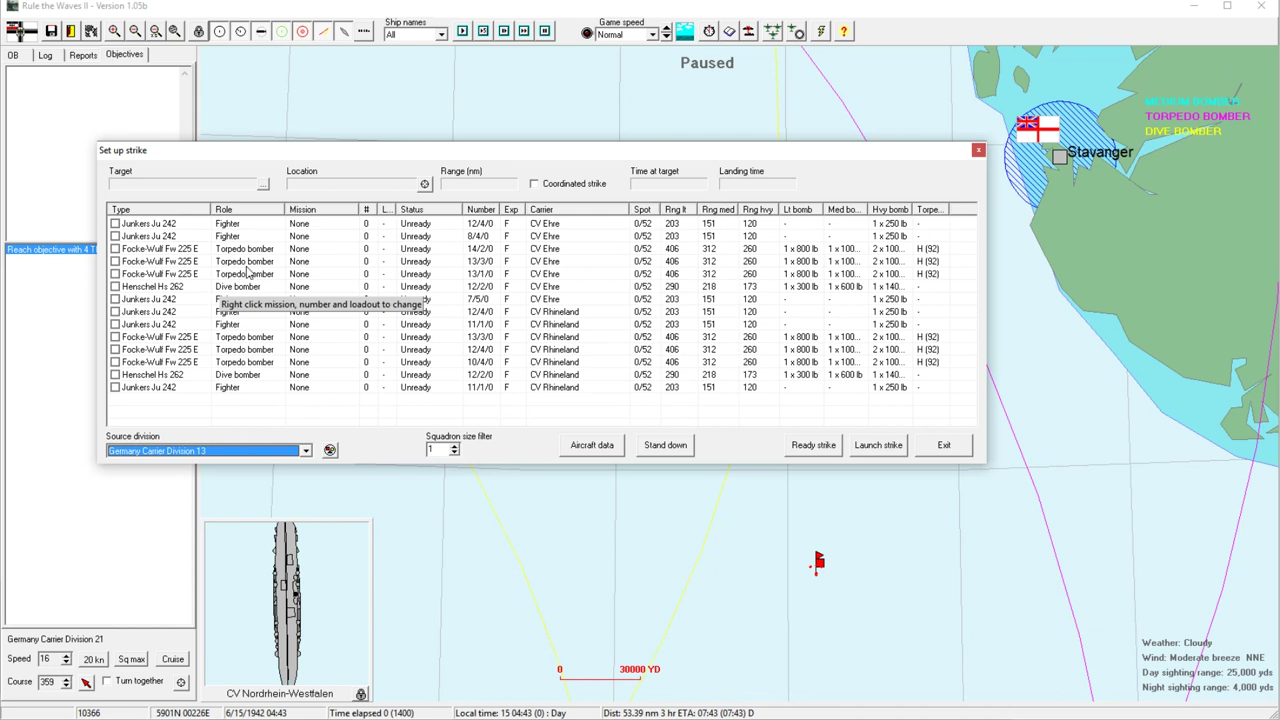 Rule the Waves II - Version 1.05b
Ship names
All
Game speed
Normal
OB Log Reports Objectives
Paused
MEDIUM BOMBER
TORPEDO BOMBER
DIVE BOMBER
Stavanger
Reach objective with 4 T
Set up strike
Target Location Range (nm) Coordinated strike Time at target Landing time
...
Type Role Mission # L... Status Number Exp Carrier Spot Rng lt Rng med Rng hvy Lt bomb Med bo... Hvy bomb Torpe...
Junkers Ju 242 Fighter None 0 - Unready 12/4/0 F CV Ehre 0/52 203 151 120 - - 1 x 250 lb -
Junkers Ju 242 Fighter None 0 - Unready 8/4/0 F CV Ehre 0/52 203 151 120 - - 1 x 250 lb -
Focke-Wulf Fw 225 E Torpedo bomber None 0 - Unready 14/2/0 F CV Ehre 0/52 406 312 260 1 x 800 lb 1 x 100... 2 x 100... H (92)
Focke-Wulf Fw 225 E Torpedo bomber None 0 - Unready 13/3/0 F CV Ehre 0/52 406 312 260 1 x 800 lb 1 x 100... 2 x 100... H (92)
Focke-Wulf Fw 225 E Torpedo bomber None 0 - Unready 13/1/0 F CV Ehre 0/52 406 312 260 1 x 800 lb 1 x 100... 2 x 100... H (92)
Henschel Hs 262 Dive bomber None 0 - Unready 12/2/0 F CV Ehre 0/52 290 218 173 1 x 300 lb 1 x 600 lb 1 x 140... -
Junkers Ju 242 None 0 - Unready 7/5/0 F CV Ehre 0/52 203 151 120 - - 1 x 250 lb -
Right click mission, number and loadout to change
Junkers Ju 242 Fighter None 0 - Unready 12/4/0 F CV Rhineland 0/52 203 151 120 - - 1 x 250 lb -
Junkers Ju 242 Fighter None 0 - Unready 11/1/0 F CV Rhineland 0/52 203 151 120 - - 1 x 250 lb -
Focke-Wulf Fw 225 E Torpedo bomber None 0 - Unready 13/3/0 F CV Rhineland 0/52 406 312 260 1 x 800 lb 1 x 100... 2 x 100... H (92)
Focke-Wulf Fw 225 E Torpedo bomber None 0 - Unready 12/4/0 F CV Rhineland 0/52 406 312 260 1 x 800 lb 1 x 100... 2 x 100... H (92)
Focke-Wulf Fw 225 E Torpedo bomber None 0 - Unready 10/4/0 F CV Rhineland 0/52 406 312 260 1 x 800 lb 1 x 100... 2 x 100... H (92)
Henschel Hs 262 Dive bomber None 0 - Unready 12/2/0 F CV Rhineland 0/52 290 218 173 1 x 300 lb 1 x 600 lb 1 x 140... -
Junkers Ju 242 Fighter None 0 - Unready 11/1/0 F CV Rhineland 0/52 203 151 120 - - 1 x 250 lb -
Source division
Germany Carrier Division 13
Squadron size filter
1
Aircraft data Stand down Ready strike Launch strike Exit
Germany Carrier Division 21
Speed 16 20 kn Sq max Cruise
Course 359 Turn together
CV Nordrhein-Westfalen
0 30000 YD
Weather: Cloudy
Wind: Moderate breeze NNE
Day sighting range: 25,000 yds
Night sighting range: 4,000 yds
10366 5901N 00226E 6/15/1942 04:43 Time elapsed 0 (1400) Local time: 15 04:43 (0) : Day Dist: 53.39 nm 3 hr ETA: 07:43 (07:43) D